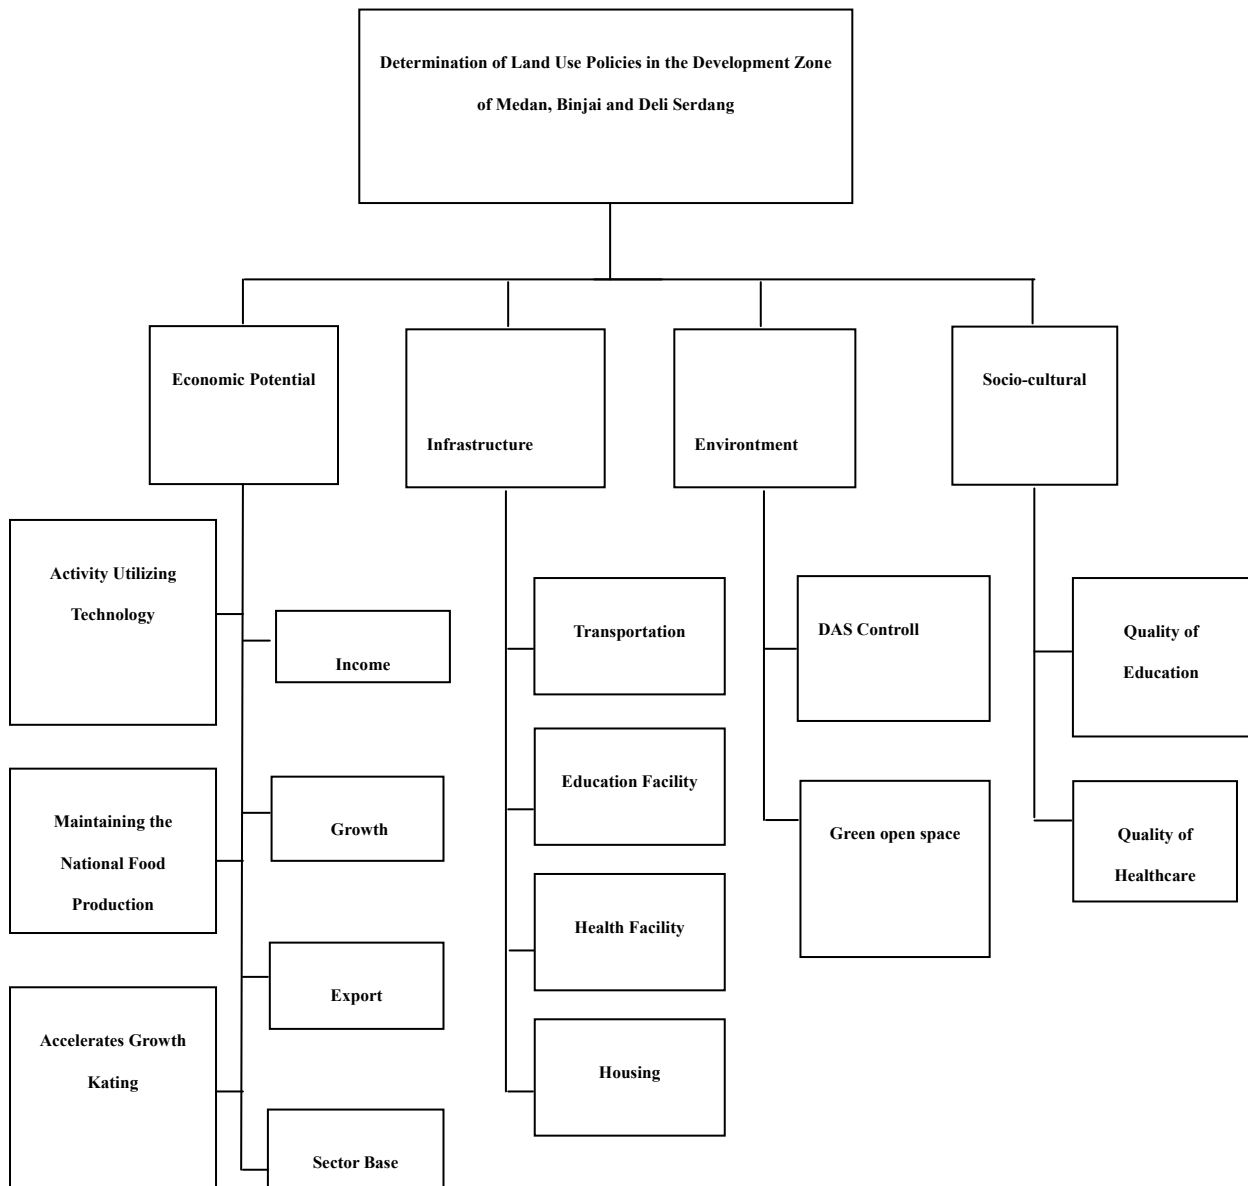 Determination of Land Use Policies in the Development Zone
of Medan, Binjai and Deli Serdang
Economic Potential
Infrastructure
Environtment
Socio-cultural
Activity Utilizing
Technology
Income
Transportation
DAS Controll
Quality of
Education
Maintaining the
National Food
Production
Growth
Education Facility
Green open space
Quality of
Healthcare
Export
Health Facility
Accelerates Growth
Kating
Housing
Sector Base